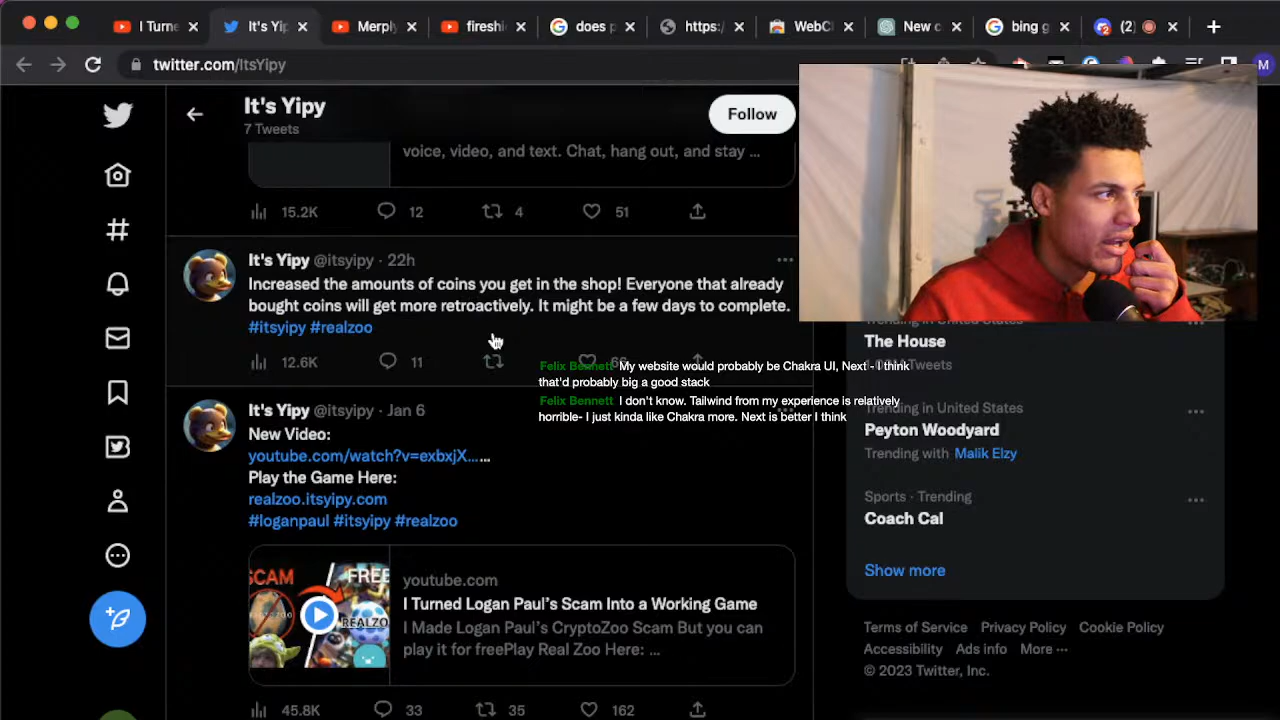 I Turne
It's Yip
Merply
fireshi
does p
https:/
WebC
New c
bing g
(2)
twitter.com/ItsYipy
M
It's Yipy
7 Tweets
Follow
voice, video, and text. Chat, hang out, and stay ...
15.2K 12 4 51
It's Yipy @itsyipy · 22h
Increased the amounts of coins you get in the shop! Everyone that already
bought coins will get more retroactively. It might be a few days to complete.
#itsyipy #realzoo
12.6K 11
Felix Bennett My website would probably be Chakra UI, Next - I think
that'd probably big a good stack
Felix Bennett I don't know. Tailwind from my experience is relatively
horrible- I just kinda like Chakra more. Next is better I think
It's Yipy @itsyipy · Jan 6
New Video:
youtube.com/watch?v=exbxjX... ...
Play the Game Here:
realzoo.itsyipy.com
#loganpaul #itsyipy #realzoo
SCAM
FREE
REALZOO
youtube.com
I Turned Logan Paul's Scam Into a Working Game
I Made Logan Paul's CryptoZoo Scam But you can
play it for freePlay Real Zoo Here: ...
45.8K 33 35 162
Trending in United States
The House
Tweets
Trending in United States
Peyton Woodyard
Trending with Malik Elzy
Sports · Trending
Coach Cal
Show more
Terms of Service Privacy Policy Cookie Policy
Accessibility Ads info More ···
© 2023 Twitter, Inc.